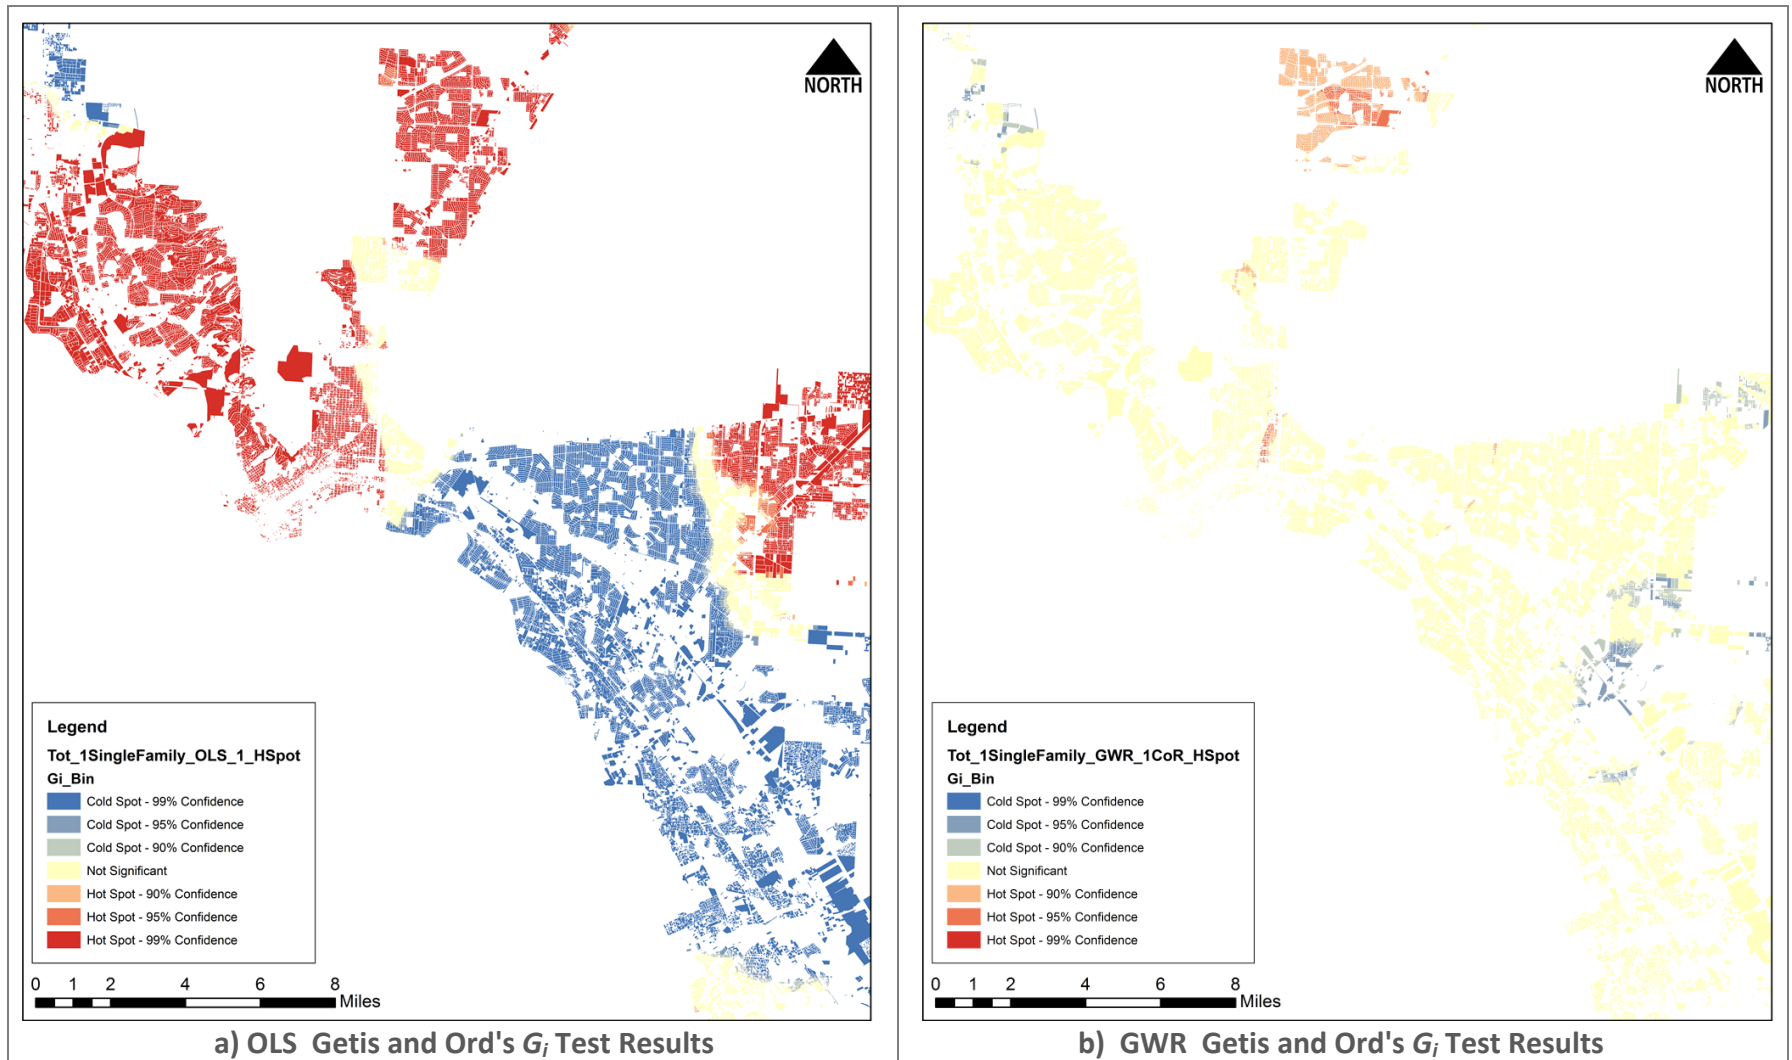 NORTH
Legend
Tot_1SingleFamily_OLS_1_HSpot
Gi_Bin
Cold Spot - 99% Confidence
Cold Spot - 95% Confidence
Cold Spot - 90% Confidence
Not Significant
Hot Spot - 90% Confidence
Hot Spot - 95% Confidence
Hot Spot - 99% Confidence
0 1 2 4 6 8 Miles
a) OLS Getis and Ord's Gi Test Results
NORTH
Legend
Tot_1SingleFamily_GWR_1CoR_HSpot
Gi_Bin
Cold Spot - 99% Confidence
Cold Spot - 95% Confidence
Cold Spot - 90% Confidence
Not Significant
Hot Spot - 90% Confidence
Hot Spot - 95% Confidence
Hot Spot - 99% Confidence
0 1 2 4 6 8 Miles
b) GWR Getis and Ord's Gi Test Results